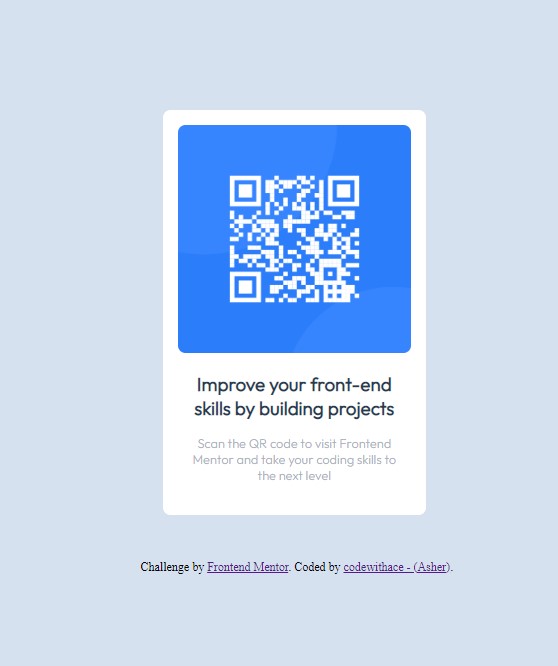 Improve your front-end
skills by building projects
Scan the QR code to visit Frontend
Mentor and take your coding skills to
the next level
Challenge by Frontend Mentor. Coded by codewithace - (Asher).